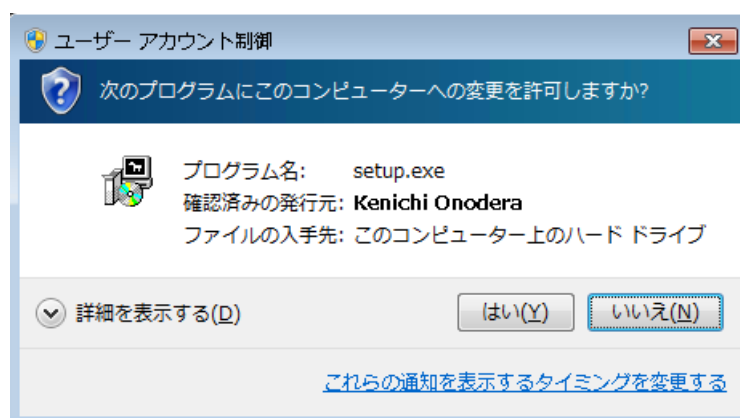 ユーザー アカウント制御
次のプログラムにこのコンピューターへの変更を許可しますか?
プログラム名: setup.exe
確認済みの発行元: Kenichi Onodera
ファイルの入手先: このコンピューター上のハード ドライブ
詳細を表示する(D) はい(Y) いいえ(N)
これらの通知を表示するタイミングを変更する